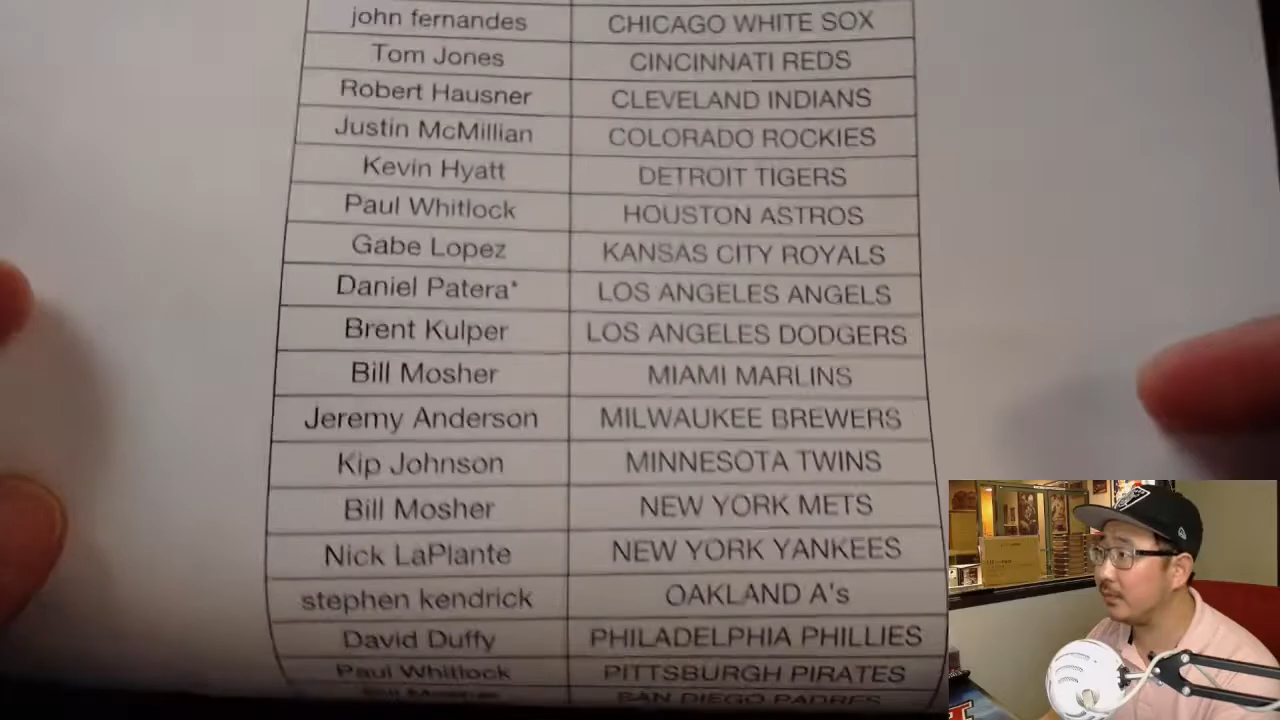 john fernandes CHICAGO WHITE SOX
Tom Jones CINCINNATI REDS
Robert Hausner CLEVELAND INDIANS
Justin McMillian COLORADO ROCKIES
Kevin Hyatt DETROIT TIGERS
Paul Whitlock HOUSTON ASTROS
Gabe Lopez KANSAS CITY ROYALS
Daniel Patera* LOS ANGELES ANGELS
Brent Kulper LOS ANGELES DODGERS
Bill Mosher MIAMI MARLINS
Jeremy Anderson MILWAUKEE BREWERS
Kip Johnson MINNESOTA TWINS
Bill Mosher NEW YORK METS
Nick LaPlante NEW YORK YANKEES
stephen kendrick OAKLAND A's
David Duffy PHILADELPHIA PHILLIES
Paul Whitlock PITTSBURGH PIRATES
SAN DIEGO PADRES